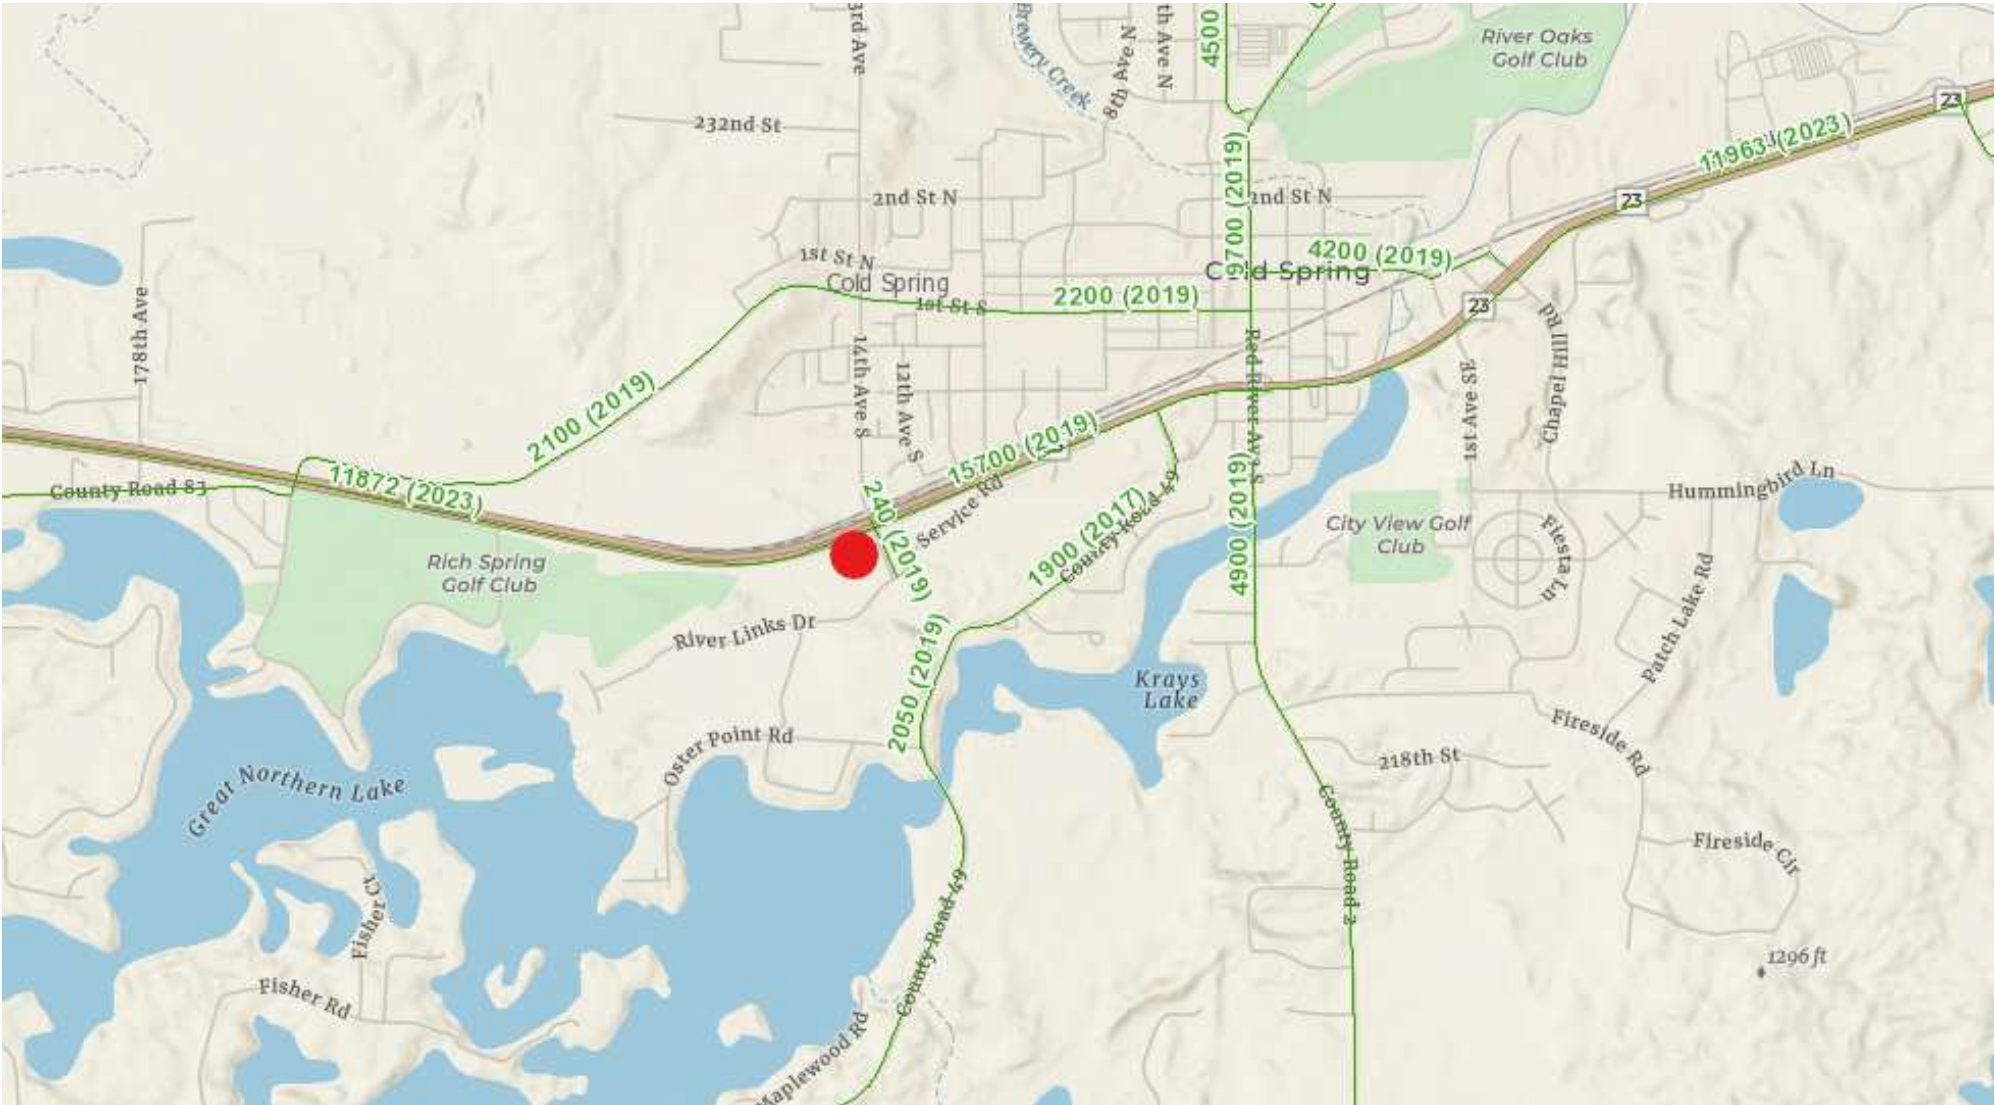 3rd Ave
Brewery Creek
8th Ave N
th Ave N
4500
River Oaks
Golf Club
23
232nd St
11963 (2023)
9700 (2019)
2nd St N
2nd St N
23
1st St N
Cold Spring
1st St S
2200 (2019)
4200 (2019)
Cold Spring
23
178th Ave
14th Ave S
12th Ave S
2100 (2019)
Red River Ave S
1st Ave SE
Chapel Hill Rd
15700 (2019)
11872 (2023)
County Road 83
240 (2019)
Service Rd
1900 (2017)
County Road 49
4900 (2019)
Hummingbird Ln
City View Golf
Club
Fiesta Ln
Rich Spring
Golf Club
River Links Dr
2050 (2019)
Patch Lake Rd
Krays
Lake
Oster Point Rd
Fireside Rd
218th St
Great Northern Lake
County Road 2
Fireside Cir
Fisher Ct
County Road 49
1296 ft
Fisher Rd
Maplewood Rd